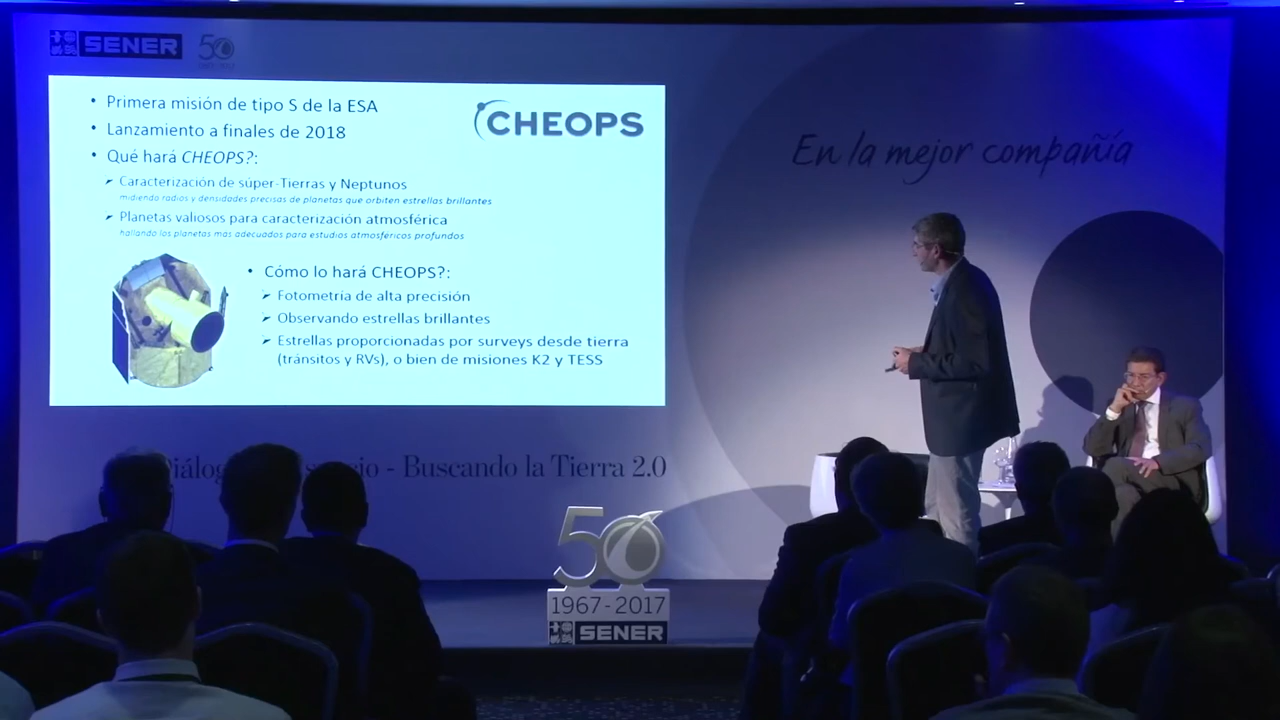 SENER
50
Primera misión de tipo S de la ESA
CHEOPS
Lanzamiento a finales de 2018
Qué hará CHEOPS?:
Caracterización de súper-Tierras y Neptunos
midiendo radios y densidades precisas de planetas que orbiten estrellas brillantes
Planetas valiosos para caracterización atmosférica
hallando los planetas mas adecuados para estudios atmosféricos profundos
Cómo lo hará CHEOPS?:
Fotometría de alta precisión
Observando estrellas brillantes
Estrellas proporcionadas por surveys desde tierra
(tránsitos y RVs), o bien de misiones K2 y TESS
En la mejor compañía
- Buscando la Tierra 2.0
50
1967-2017
SENER